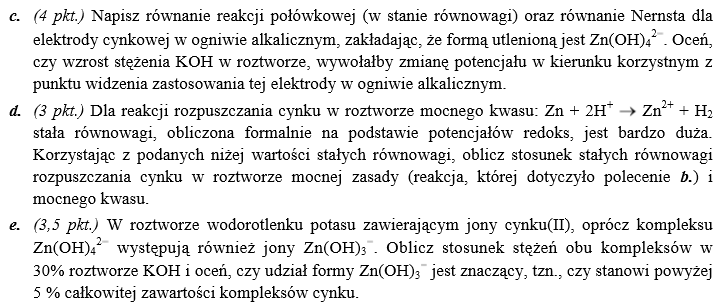 c. (4 pkt.) Napisz równanie reakcji połówkowej (w stanie równowagi) oraz równanie Nernsta dla
elektrody cynkowej w ogniwie alkalicznym, zakładając, że formą utlenioną jest Zn(OH)₄²⁻. Oceń,
czy wzrost stężenia KOH w roztworze, wywołałby zmianę potencjału w kierunku korzystnym z
punktu widzenia zastosowania tej elektrody w ogniwie alkalicznym.
d. (3 pkt.) Dla reakcji rozpuszczania cynku w roztworze mocnego kwasu: Zn + 2H⁺ → Zn²⁺ + H₂
stała równowagi, obliczona formalnie na podstawie potencjałów redoks, jest bardzo duża.
Korzystając z podanych niżej wartości stałych równowagi, oblicz stosunek stałych równowagi
rozpuszczania cynku w roztworze mocnej zasady (reakcja, której dotyczyło polecenie b.) i
mocnego kwasu.
e. (3,5 pkt.) W roztworze wodorotlenku potasu zawierającym jony cynku(II), oprócz kompleksu
Zn(OH)₄²⁻ występują również jony Zn(OH)₃⁻. Oblicz stosunek stężeń obu kompleksów w
30% roztworze KOH i oceń, czy udział formy Zn(OH)₃⁻ jest znaczący, tzn., czy stanowi powyżej
5 % całkowitej zawartości kompleksów cynku.